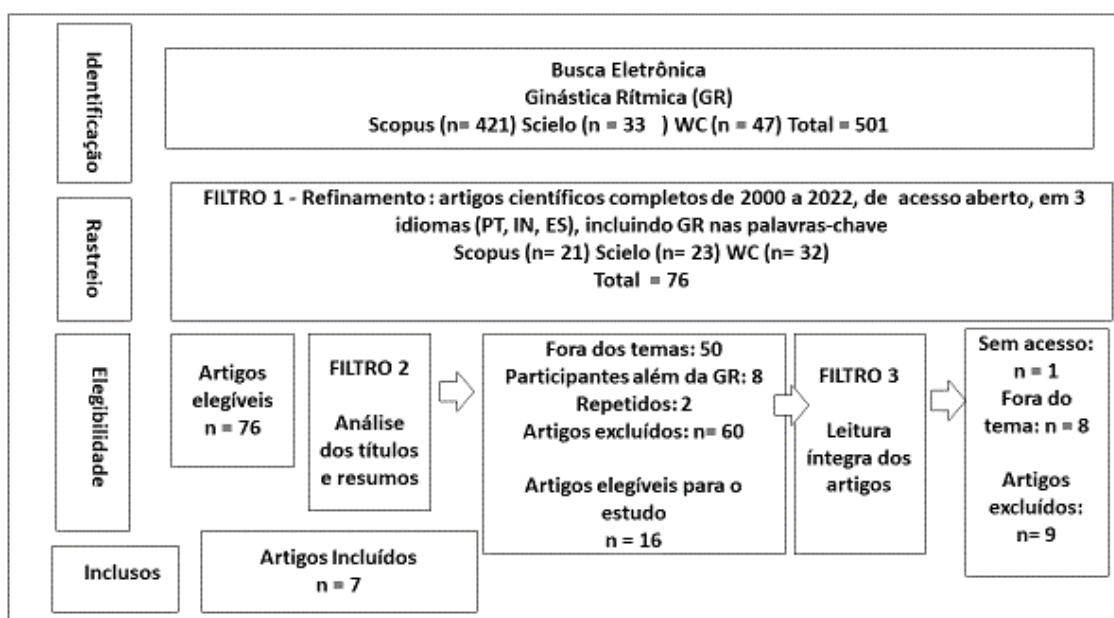 Identificação
Busca Eletrônica
Ginástica Rítmica (GR)
Scopus (n= 421) Scielo (n = 33   ) WC (n = 47) Total = 501
Rastreio
FILTRO 1 - Refinamento : artigos científicos completos de 2000 a 2022, de  acesso aberto, em 3
idiomas (PT, IN, ES), incluindo GR nas palavras-chave
Scopus (n= 21) Scielo (n= 23) WC (n= 32)
Total  = 76
Elegibilidade
Artigos
elegíveis
n = 76
FILTRO 2
Análise
dos títulos
e resumos
Fora dos temas: 50
Participantes além da GR: 8
Repetidos: 2
Artigos excluídos: n= 60
Artigos elegíveis para o
estudo
n = 16
FILTRO 3
Leitura
íntegra dos
artigos
Sem acesso:
n = 1
Fora do
tema: n = 8
Artigos
excluídos:
n= 9
Inclusos
Artigos Incluídos
n = 7